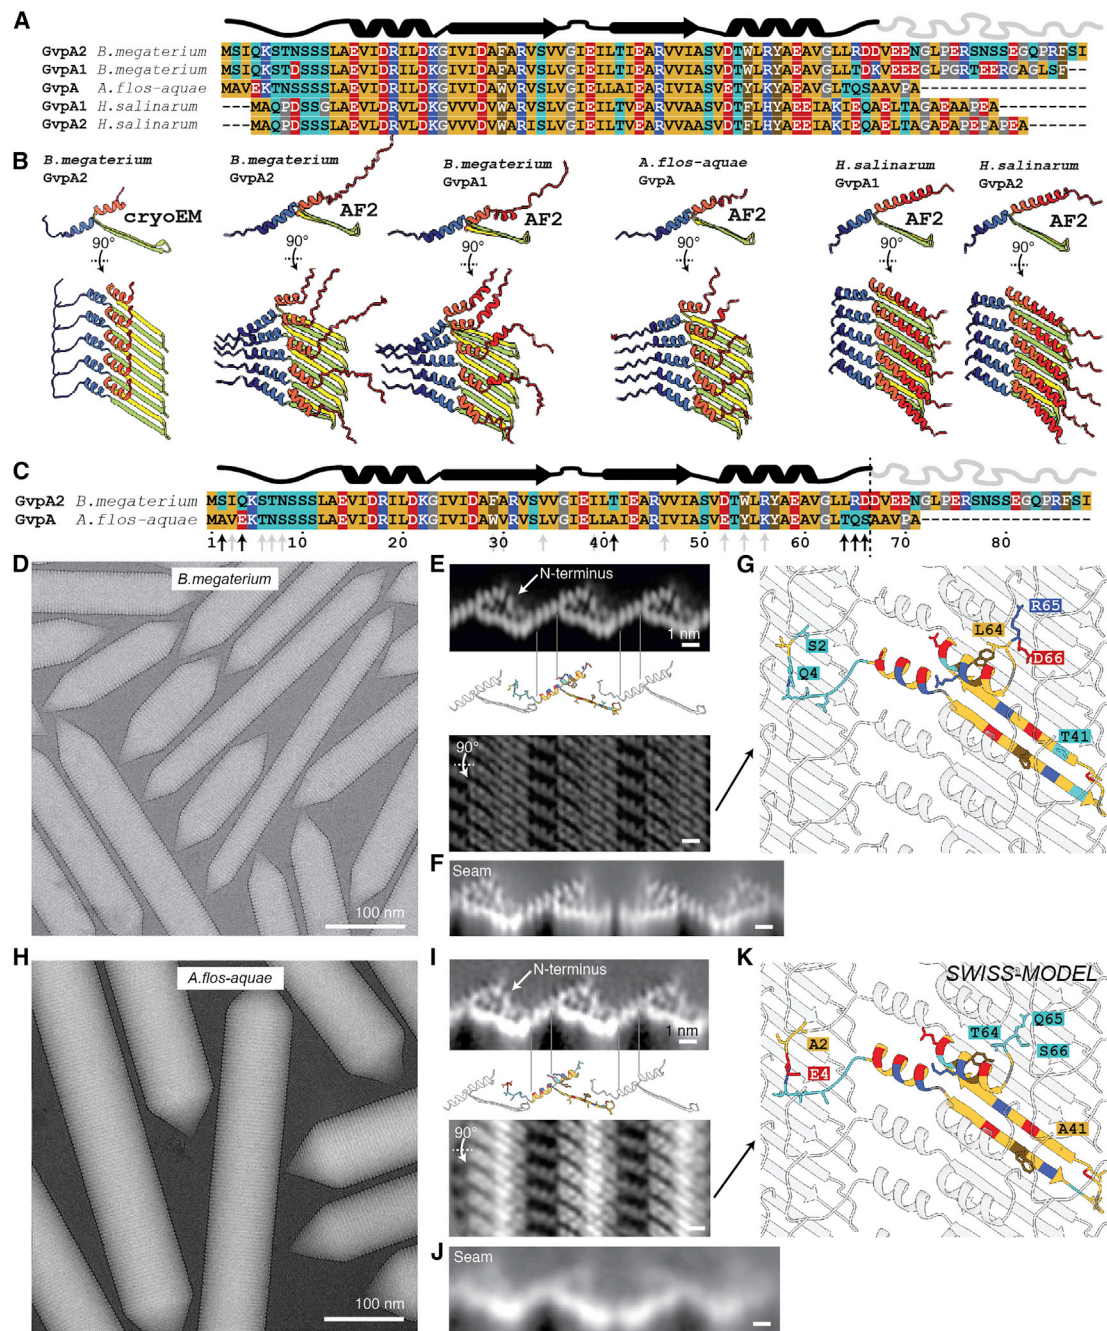 A
GvpA2 B.megaterium MSIQKSTNSSSLAEVIDRILDKGIVIDAFARVSVVGIEILTIEARVVIASVDTWLRYAEAVGLLRDDVEENGLPERSNSSEGQPRFSI
GvpA1 B.megaterium MSIQKSTDSSSLAEVIDRILDKGIVIDAFARVSLVGIEILTIEARVVIASVDTWLRYAEAVGLLTDKVEEEGLPGRTEERGAGLSF--
GvpA A.flos-aquae MAVEKTNSSSSLAEVIDRILDKGIVIDAWVRVSLVGIELLAIEARIVIASVETYLKYAEAVGLTQSAAVPA
GvpA1 H.salinarum ---MAQPDSSGLAEVLDRVLDKGVVVDVWARVSLVGIEILTVEARVVAASVDTFLHYAEEIAKIEQAELTAGAEAAPEA
GvpA2 H.salinarum ---MAQPDSSSLAEVLDRVLDKGVVVDVWARISLVGIEILTVEARVVAASVDTFLHYAEEIAKIEQAELTAGAEAPEPAPEA
B
B.megaterium GvpA2 cryoEM 90°
B.megaterium GvpA2 AF2 90°
B.megaterium GvpA1 AF2 90°
A.flos-aquae GvpA AF2 90°
H.salinarum GvpA1 AF2 90°
H.salinarum GvpA2 AF2 90°
C
GvpA2 B.megaterium MSIQKSTNSSSLAEVIDRILDKGIVIDAFARVSVVGIEILTIEARVVIASVDTWLRYAEAVGLLRDDVEENGLPERSNSSEGQPRFSI
GvpA A.flos-aquae MAVEKTNSSSSLAEVIDRILDKGIVIDAWVRVSLVGIELLAIEARIVIASVETYLKYAEAVGLTQSAAVPA
1 10 20 30 40 50 60 70 80
D
B.megaterium
100 nm
E
N-terminus
1 nm
90°
F
Seam
G
S2
Q4
L64
R65
D66
T41
H
A.flos-aquae
100 nm
I
N-terminus
1 nm
90°
J
Seam
K
SWISS-MODEL
A2
E4
T64
Q65
S66
A41